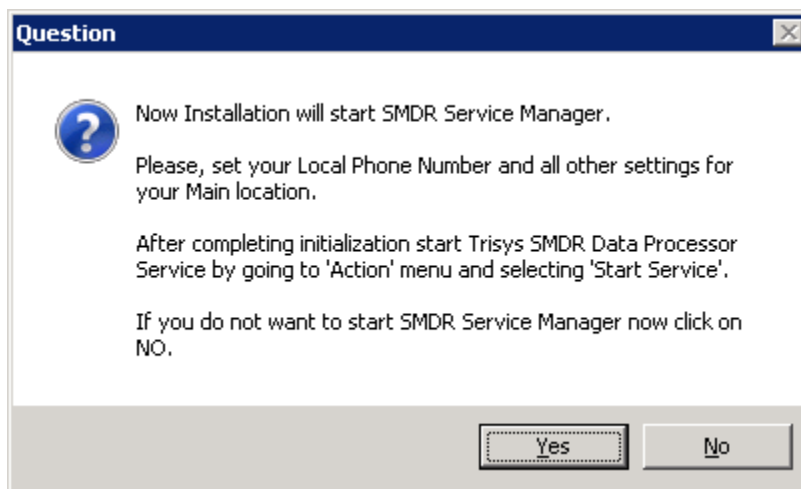 Question
Now Installation will start SMDR Service Manager.
Please, set your Local Phone Number and all other settings for
your Main location.
After completing initialization start Trisys SMDR Data Processor
Service by going to 'Action' menu and selecting 'Start Service'.
If you do not want to start SMDR Service Manager now click on
NO.
Yes No